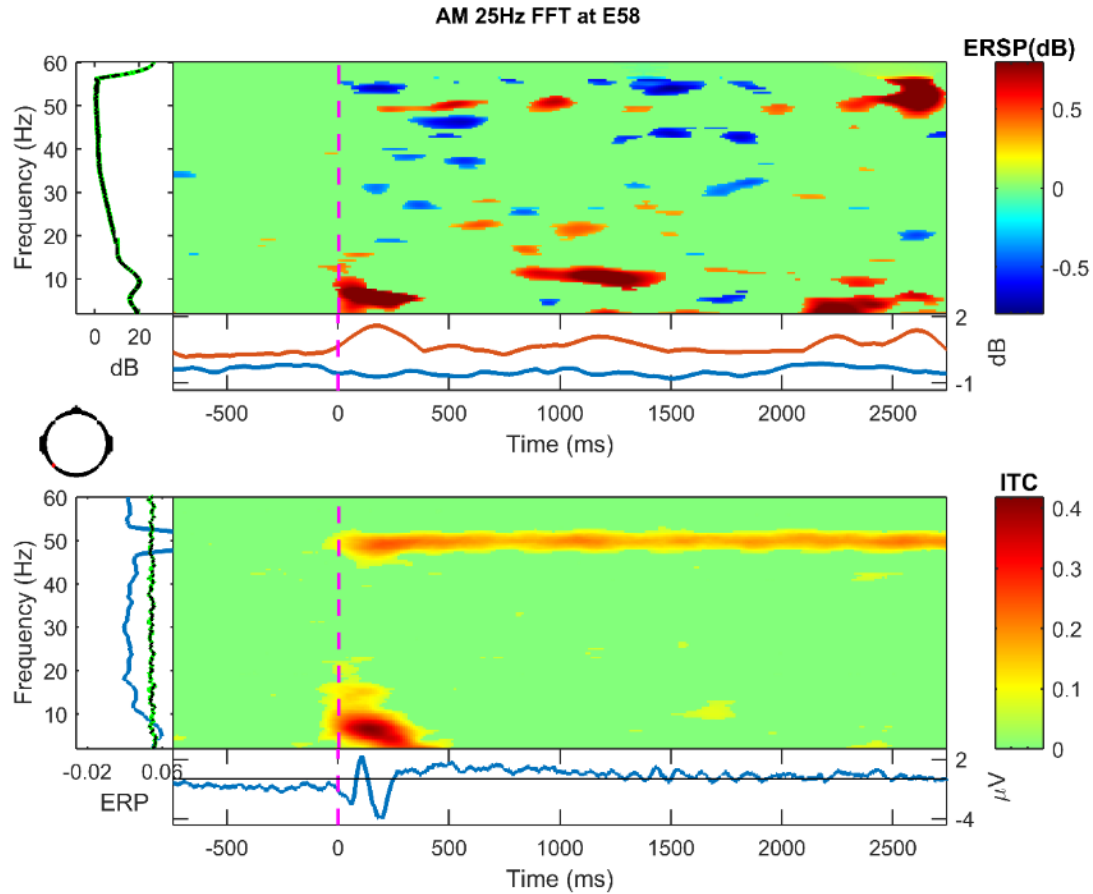 AM 25Hz FFT at E58
ERSP(dB)
Frequency (Hz)
60
50
40
30
20
10
0.5
0
-0.5
0 20
dB
2
-1
dB
-500 0 500 1000 1500 2000 2500
Time (ms)
ITC
Frequency (Hz)
60
50
40
30
20
10
0.4
0.3
0.2
0.1
0
-0.02 0.06
ERP
2
-4
μV
-500 0 500 1000 1500 2000 2500
Time (ms)